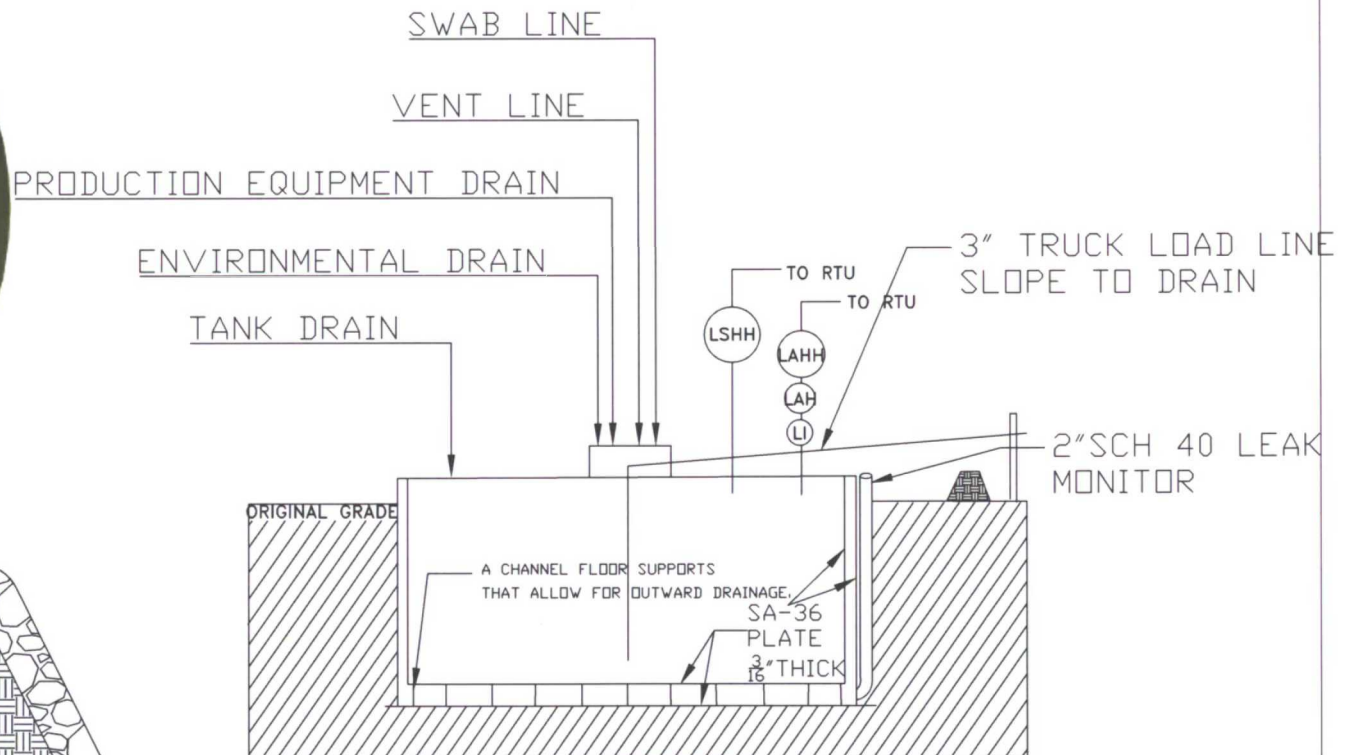 SWAB LINE
VENT LINE
PRODUCTION EQUIPMENT DRAIN
ENVIRONMENTAL DRAIN
TANK DRAIN
3" TRUCK LOAD LINE
SLOPE TO DRAIN
TO RTU
TO RTU
LSHH
LAHH
LAH
LI
2"SCH 40 LEAK
MONITOR
ORIGINAL GRADE
A CHANNEL FLOOR SUPPORTS
THAT ALLOW FOR OUTWARD DRAINAGE.
SA-36
PLATE
3/16"THICK